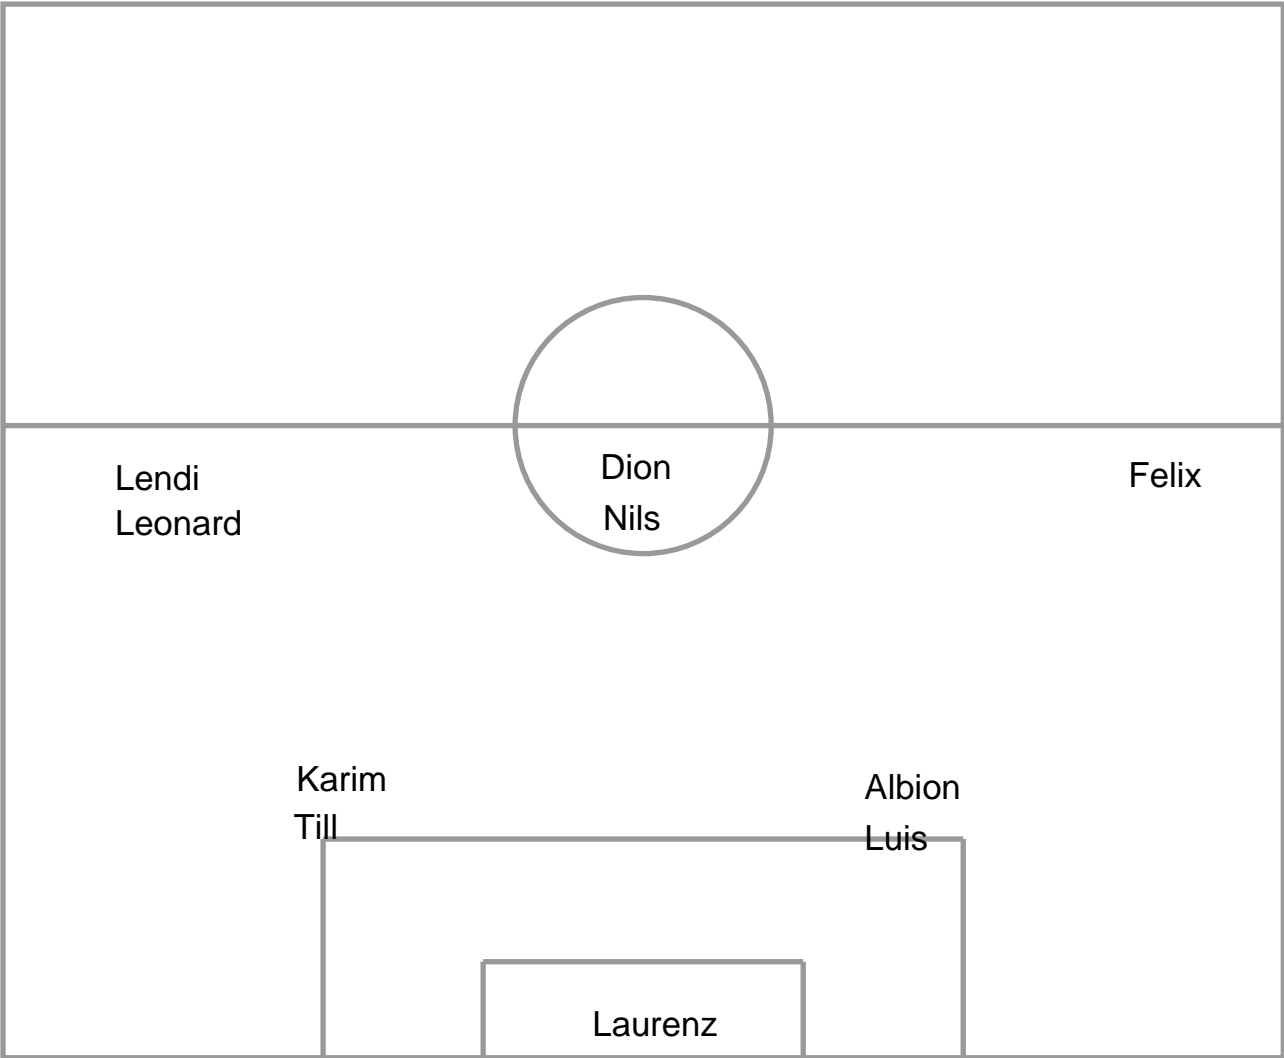 Lendi
Leonard
Dion
Nils
Felix
Karim
Till
Albion
Luis
Laurenz